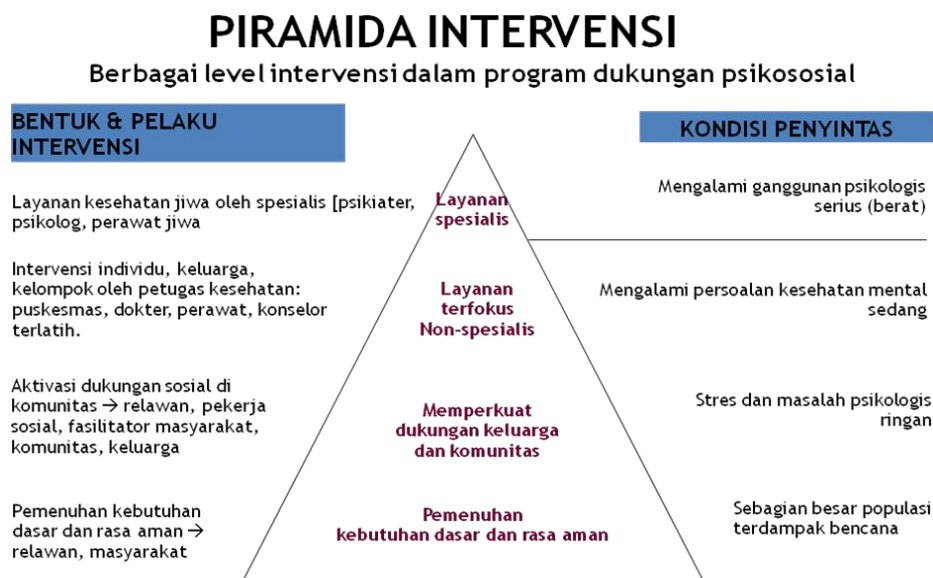 PIRAMIDA INTERVENSI
Berbagai level intervensi dalam program dukungan psikososial
BENTUK & PELAKU
INTERVENSI
KONDISI PENYINTAS
Layanan kesehatan jiwa oleh spesialis [psikiater,
psikolog, perawat jiwa
Layanan
spesialis
Mengalami ganggunan psikologis
serius (berat)
Intervensi individu, keluarga,
kelompok oleh petugas kesehatan:
puskesmas, dokter, perawat, konselor
terlatih.
Layanan
terfokus
Non-spesialis
Mengalami persoalan kesehatan mental
sedang
Aktivasi dukungan sosial di
komunitas → relawan, pekerja
sosial, fasilitator masyarakat,
komunitas, keluarga
Memperkuat
dukungan keluarga
dan komunitas
Stres dan masalah psikologis
ringan
Pemenuhan kebutuhan
dasar dan rasa aman →
relawan, masyarakat
Pemenuhan
kebutuhan dasar dan rasa aman
Sebagian besar populasi
terdampak bencana